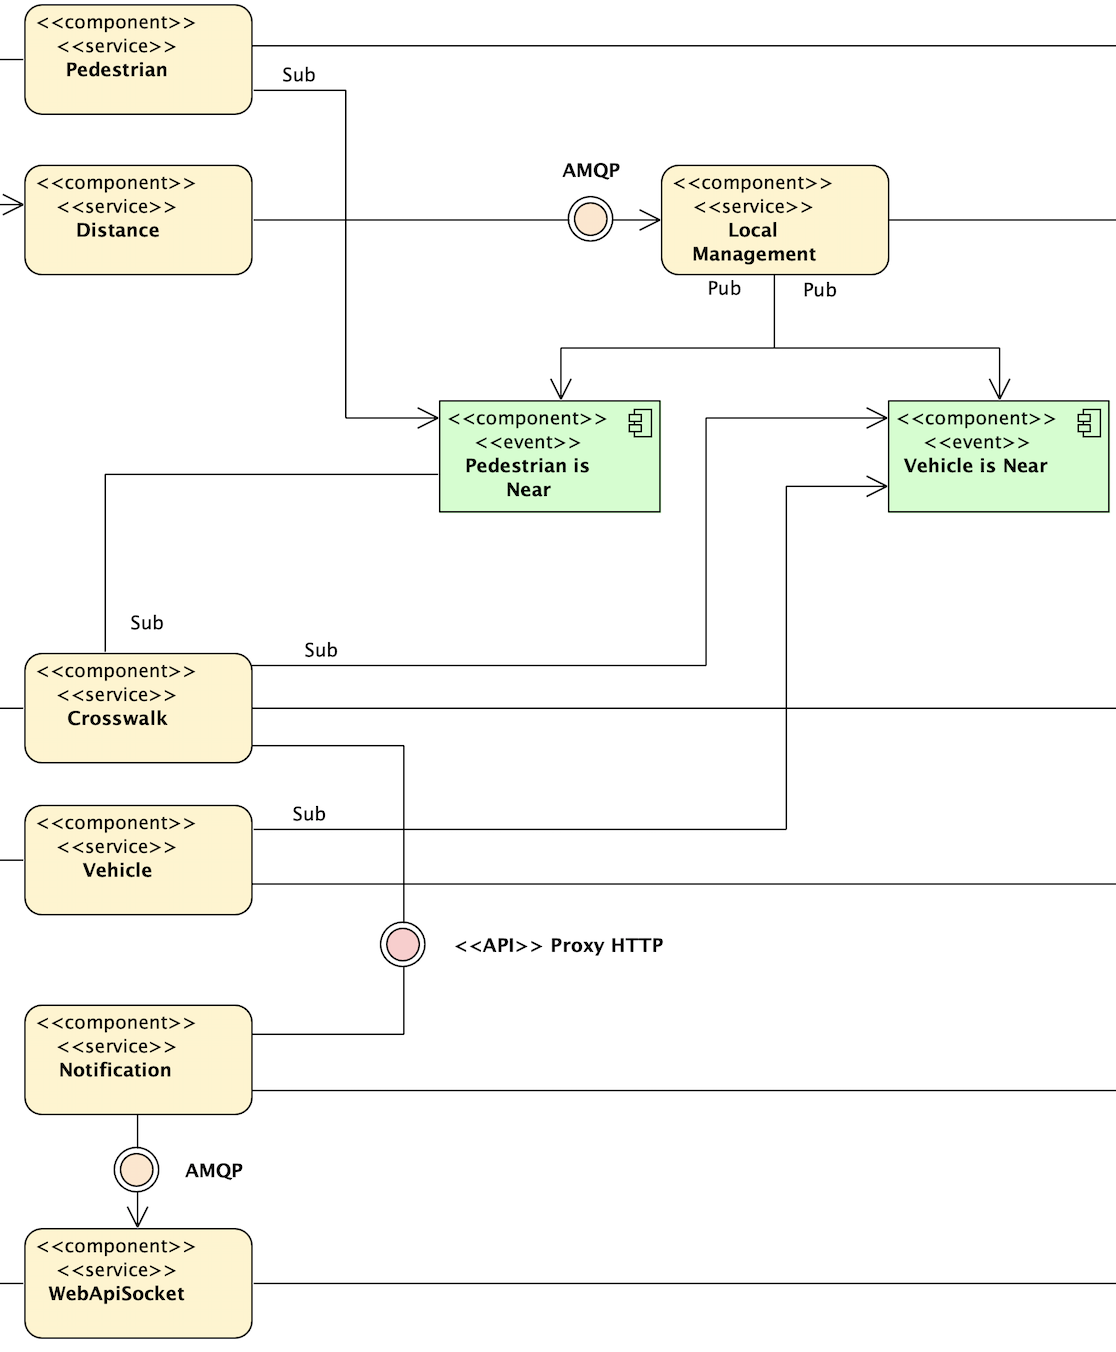 <<component>>
<<service>>
Pedestrian
Sub
<<component>>
<<service>>
Distance
AMQP
<<component>>
<<service>>
Local
Management
Pub
Pub
<<component>>
<<event>>
Pedestrian is
Near
<<component>>
<<event>>
Vehicle is Near
Sub
Sub
<<component>>
<<service>>
Crosswalk
<<component>>
<<service>>
Vehicle
Sub
<<API>> Proxy HTTP
<<component>>
<<service>>
Notification
AMQP
<<component>>
<<service>>
WebApiSocket